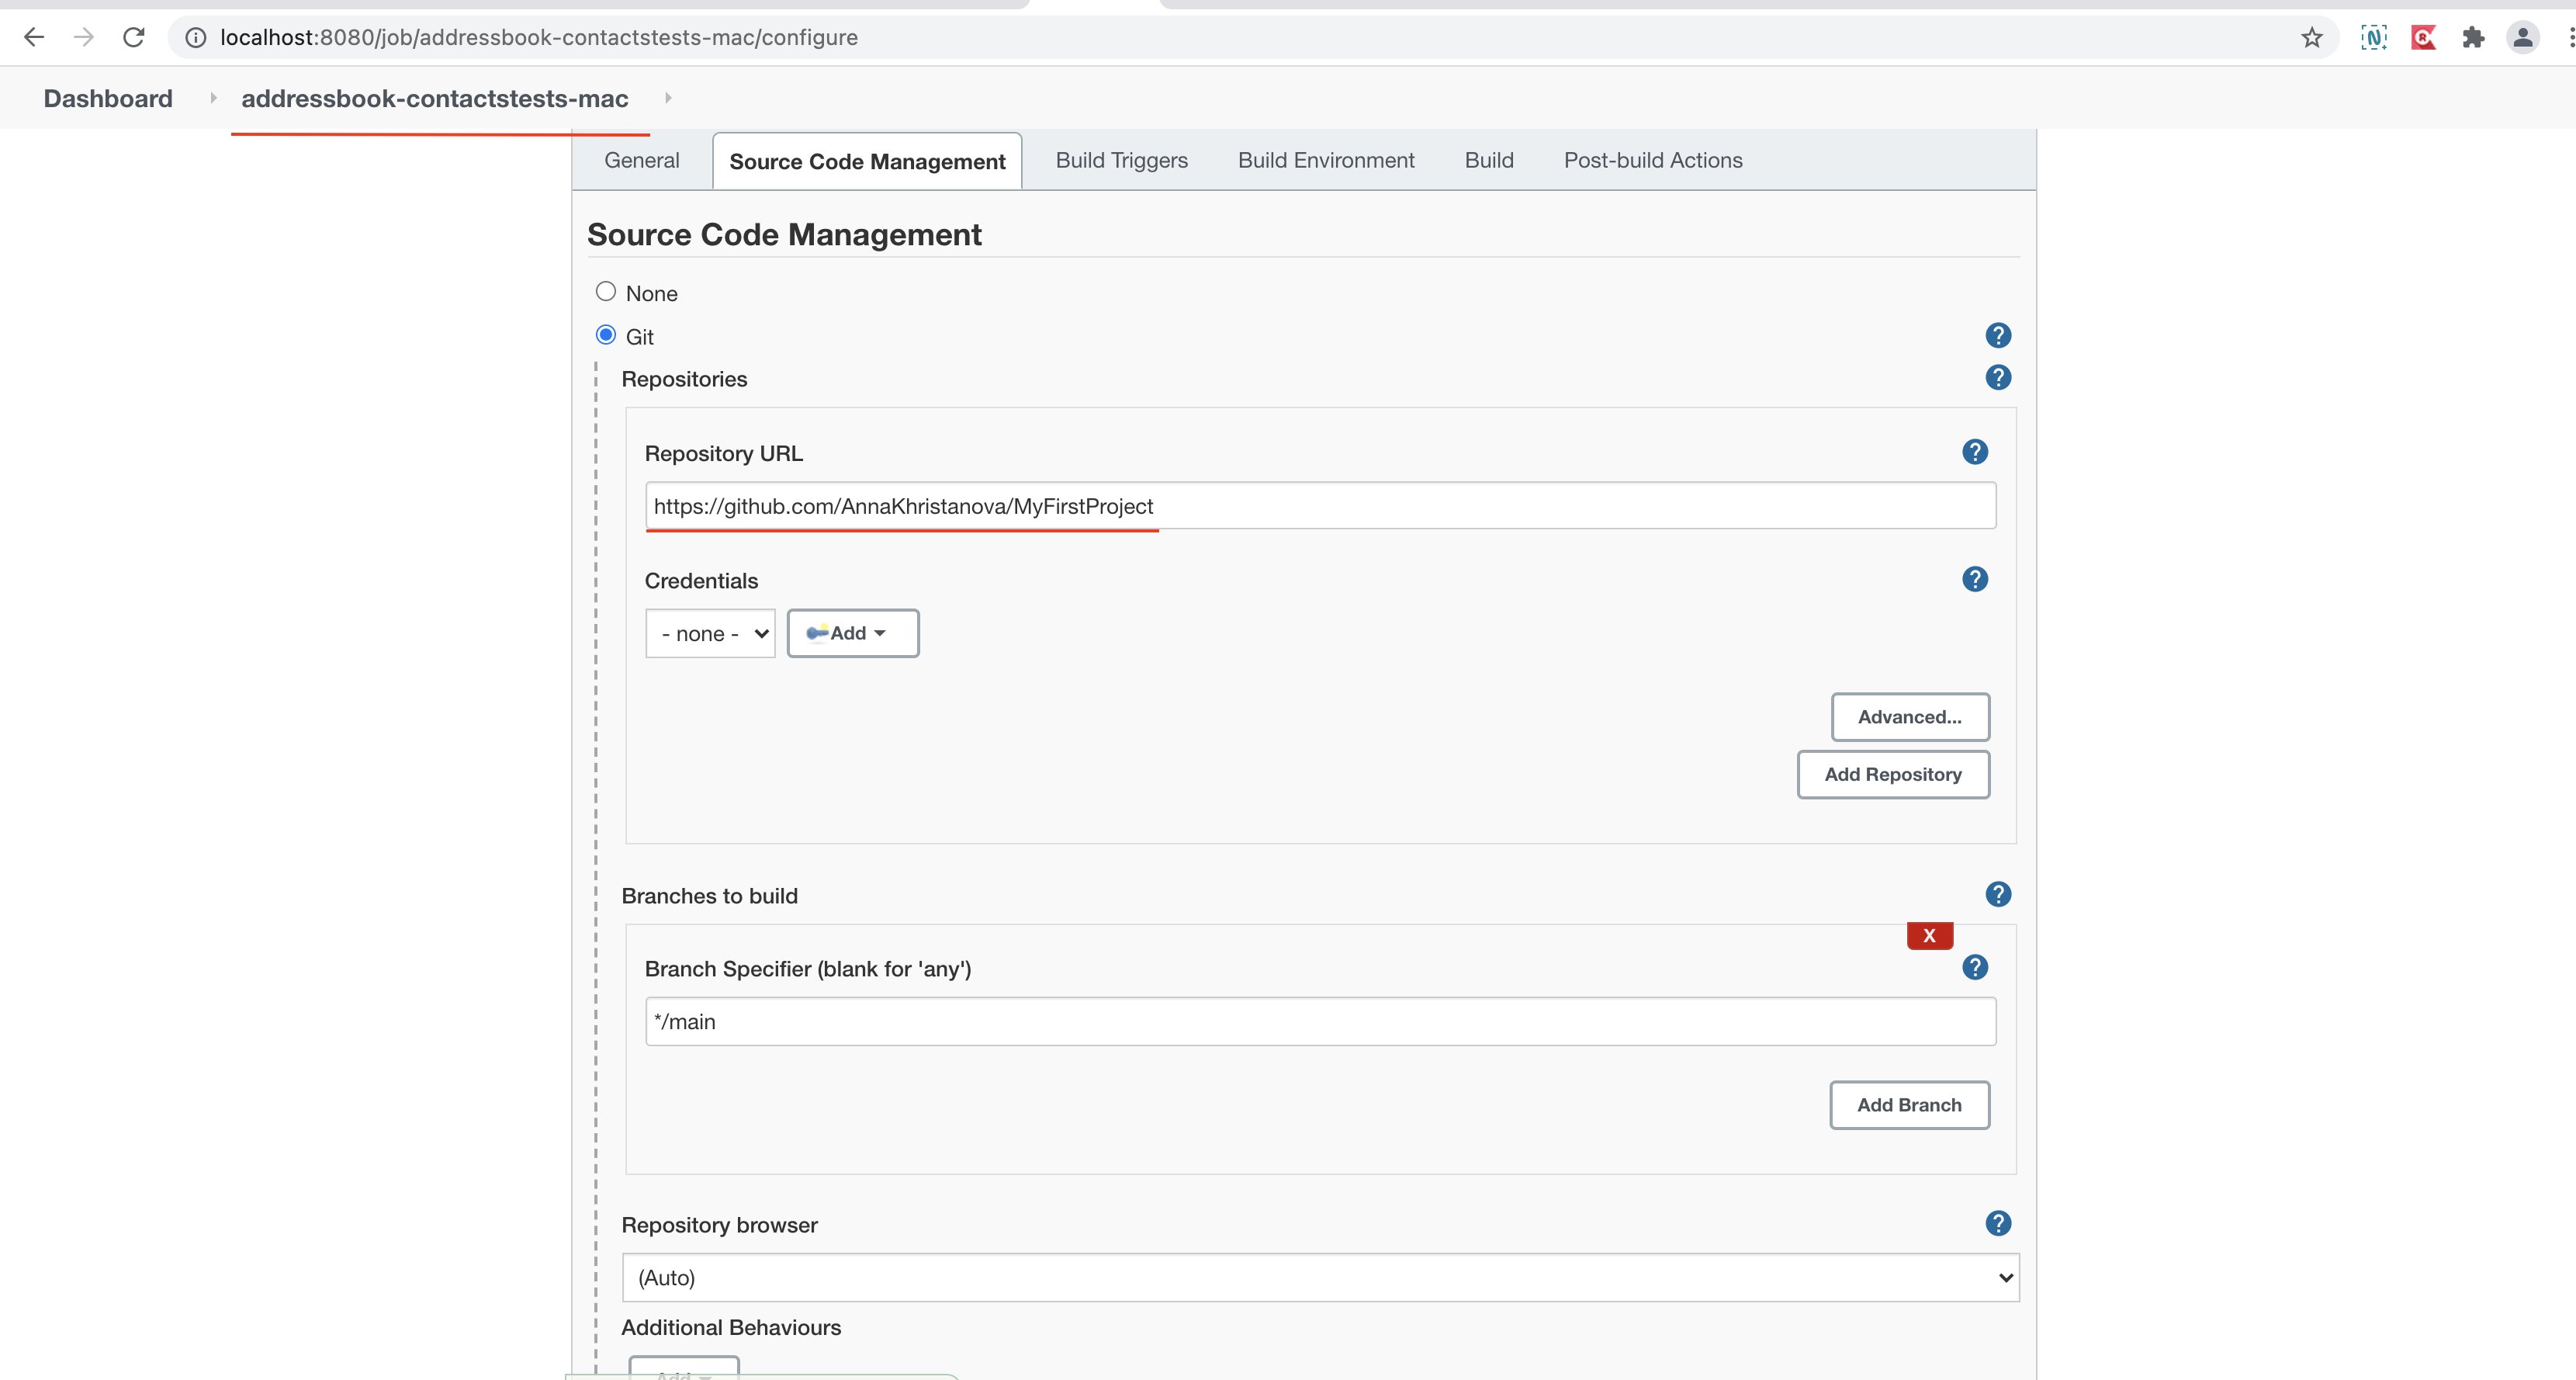 localhost:8080/job/addressbook-contactstests-mac/configure
Dashboard addressbook-contactstests-mac
General Source Code Management Build Triggers Build Environment Build Post-build Actions
Source Code Management
None
Git ?
Repositories ?
Repository URL ?
https://github.com/AnnaKhristanova/MyFirstProject
Credentials ?
- none - Add
Advanced...
Add Repository
Branches to build ?
X
Branch Specifier (blank for 'any') ?
*/main
Add Branch
Repository browser ?
(Auto)
Additional Behaviours
Add